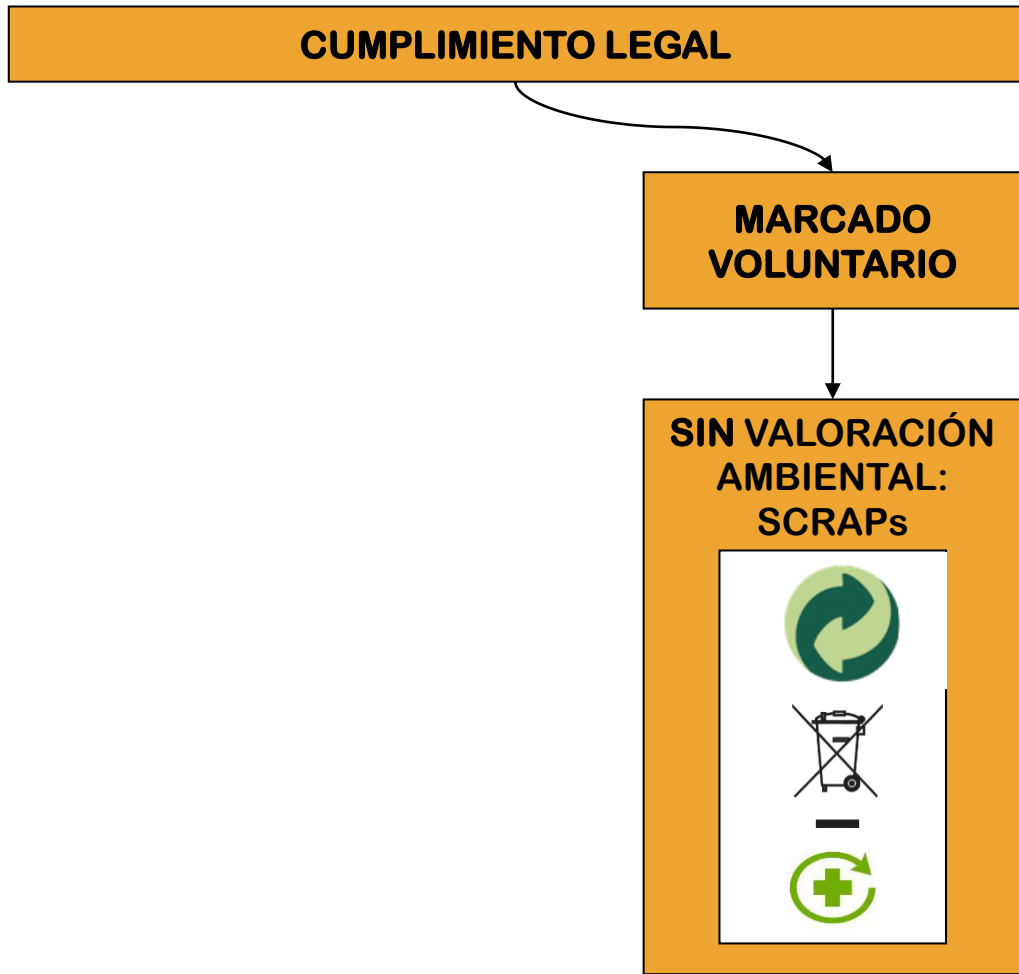 CUMPLIMIENTO LEGAL
MARCADO
VOLUNTARIO
SIN VALORACIÓN
AMBIENTAL:
SCRAPs